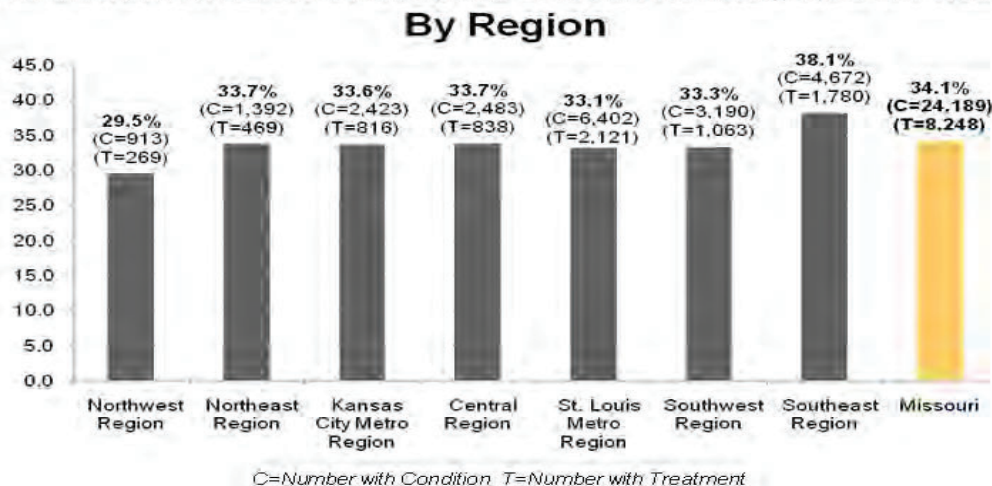 By Region
45.0
40.0
35.0
30.0
25.0
20.0
15.0
10.0
5.0
0.0
29.5%
(C=913)
(T=269)
33.7%
(C=1,392)
(T=469)
33.6%
(C=2,423)
(T=816)
33.7%
(C=2,483)
(T=838)
33.1%
(C=6,402)
(T=2,121)
33.3%
(C=3,190)
(T=1,063)
38.1%
(C=4,672)
(T=1,780)
34.1%
(C=24,189)
(T=8,248)
Northwest
Region
Northeast
Region
Kansas
City Metro
Region
Central
Region
St. Louis
Metro
Region
Southwest
Region
Southeast
Region
Missouri
C=Number with Condition T=Number with Treatment